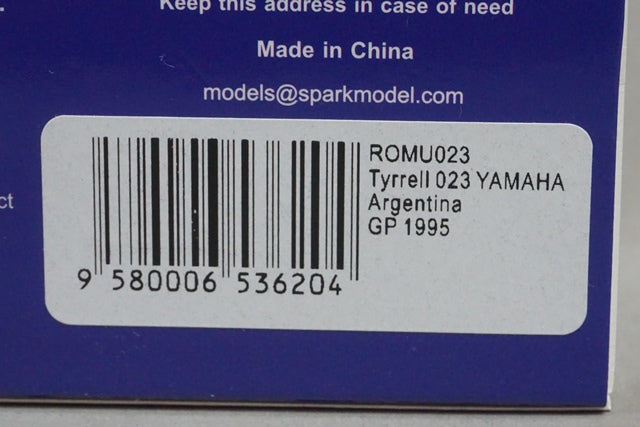 Keep this address in case of need
Made in China
models@sparkmodel.com
ct
ROMU023
Tyrrell 023 YAMAHA
Argentina
GP 1995
9 580006 536204